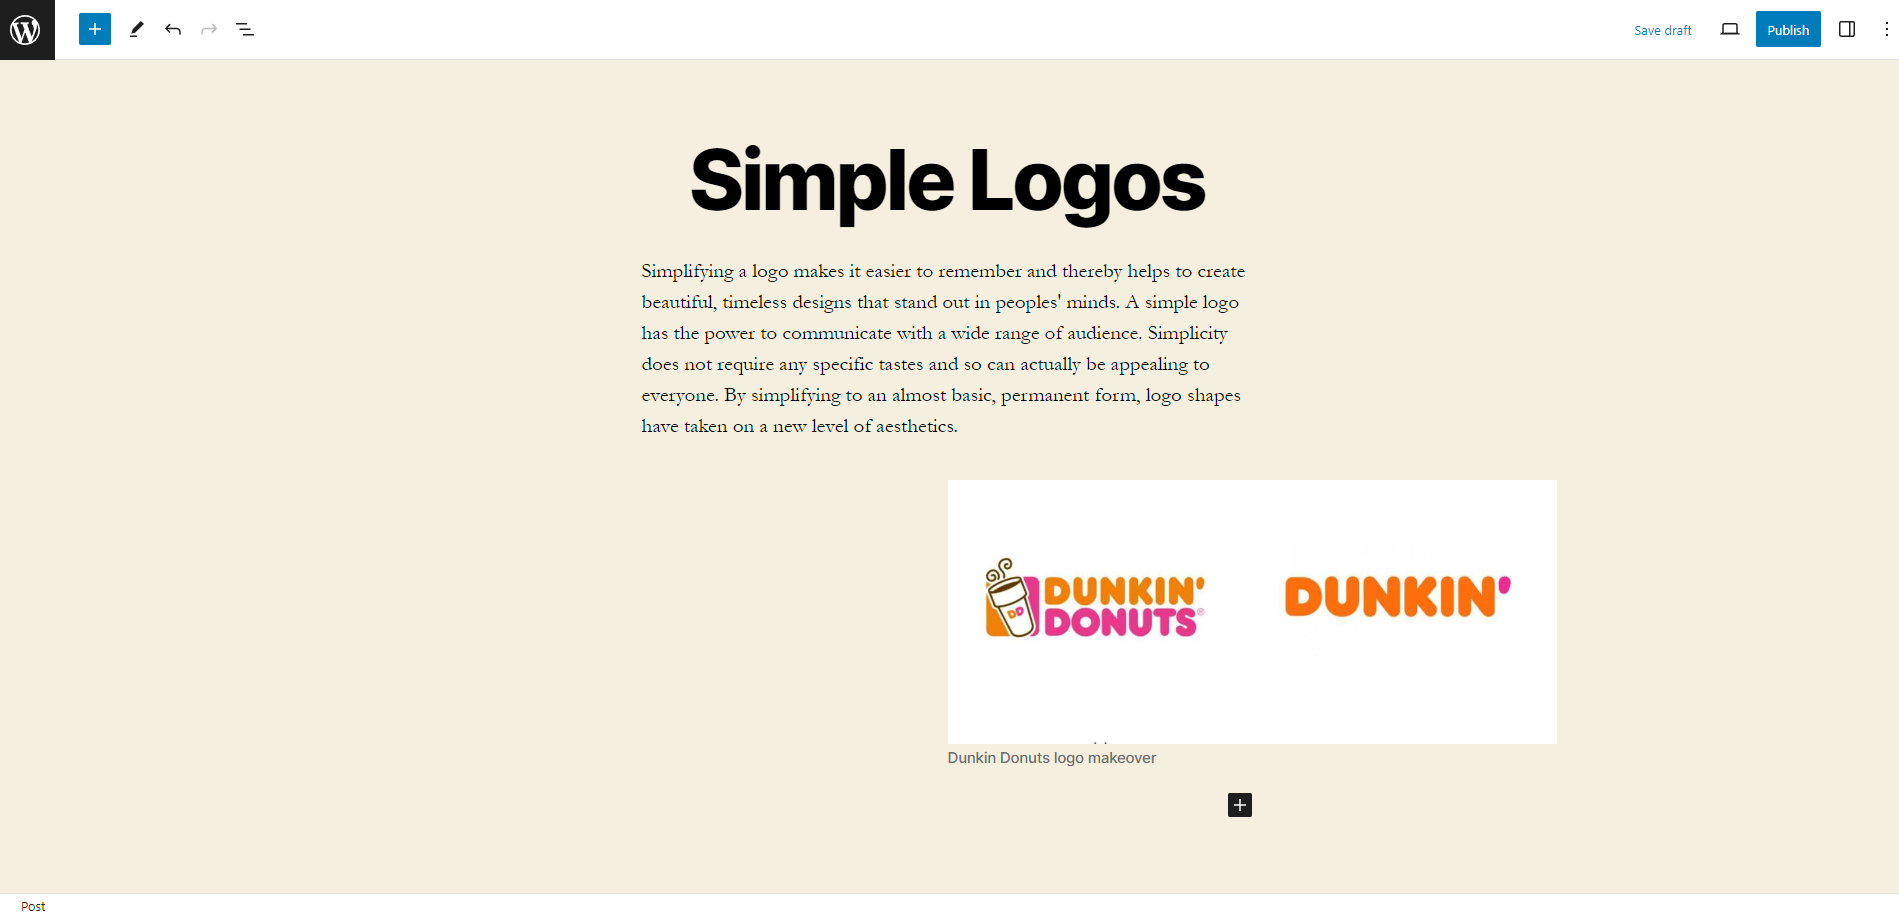 Save draft
Publish
Simple Logos
Simplifying a logo makes it easier to remember and thereby helps to create
beautiful, timeless designs that stand out in peoples' minds. A simple logo
has the power to communicate with a wide range of audience. Simplicity
does not require any specific tastes and so can actually be appealing to
everyone. By simplifying to an almost basic, permanent form, logo shapes
have taken on a new level of aesthetics.
DD
DUNKIN'
DONUTS®
DUNKIN'
Dunkin Donuts logo makeover
Post